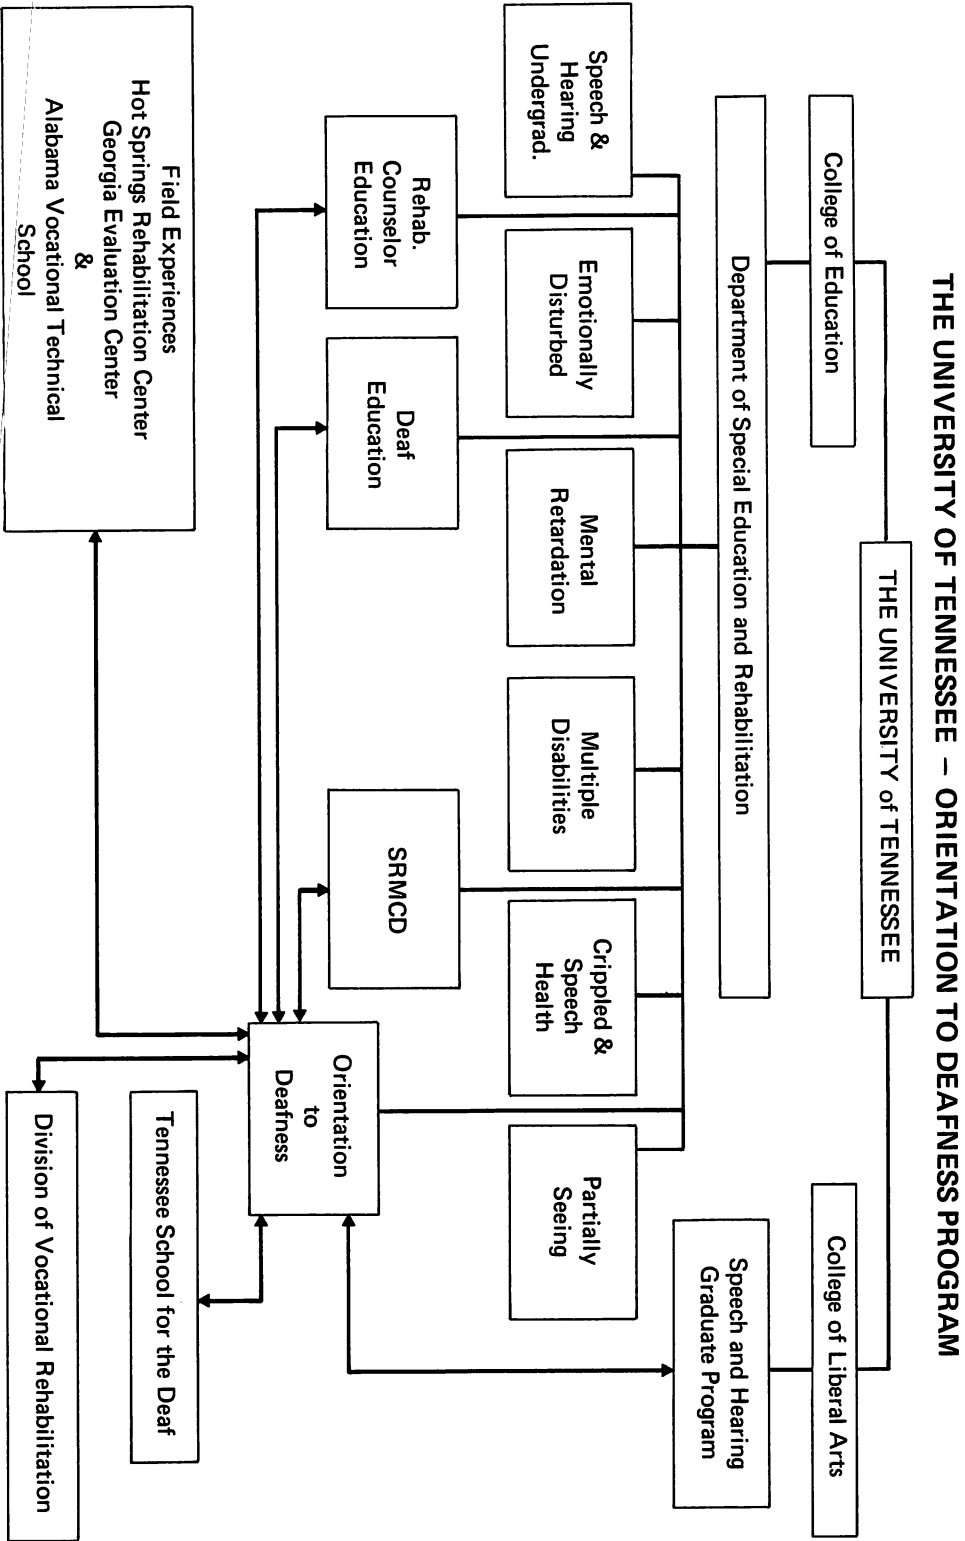 THE UNIVERSITY OF TENNESSEE – ORIENTATION TO DEAFNESS PROGRAM
THE UNIVERSITY of TENNESSEE
College of Education
College of Liberal Arts
Department of Special Education and Rehabilitation
Speech and Hearing
Graduate Program
Speech &
Hearing
Undergrad.
Emotionally
Disturbed
Mental
Retardation
Multiple
Disabilities
Crippled &
Speech
Health
Partially
Seeing
Rehab.
Counselor
Education
Deaf
Education
SRMCD
Orientation
to
Deafness
Field Experiences
Hot Springs Rehabilitation Center
Georgia Evaluation Center
&
Alabama Vocational Technical
School
Tennessee School for the Deaf
Division of Vocational Rehabilitation